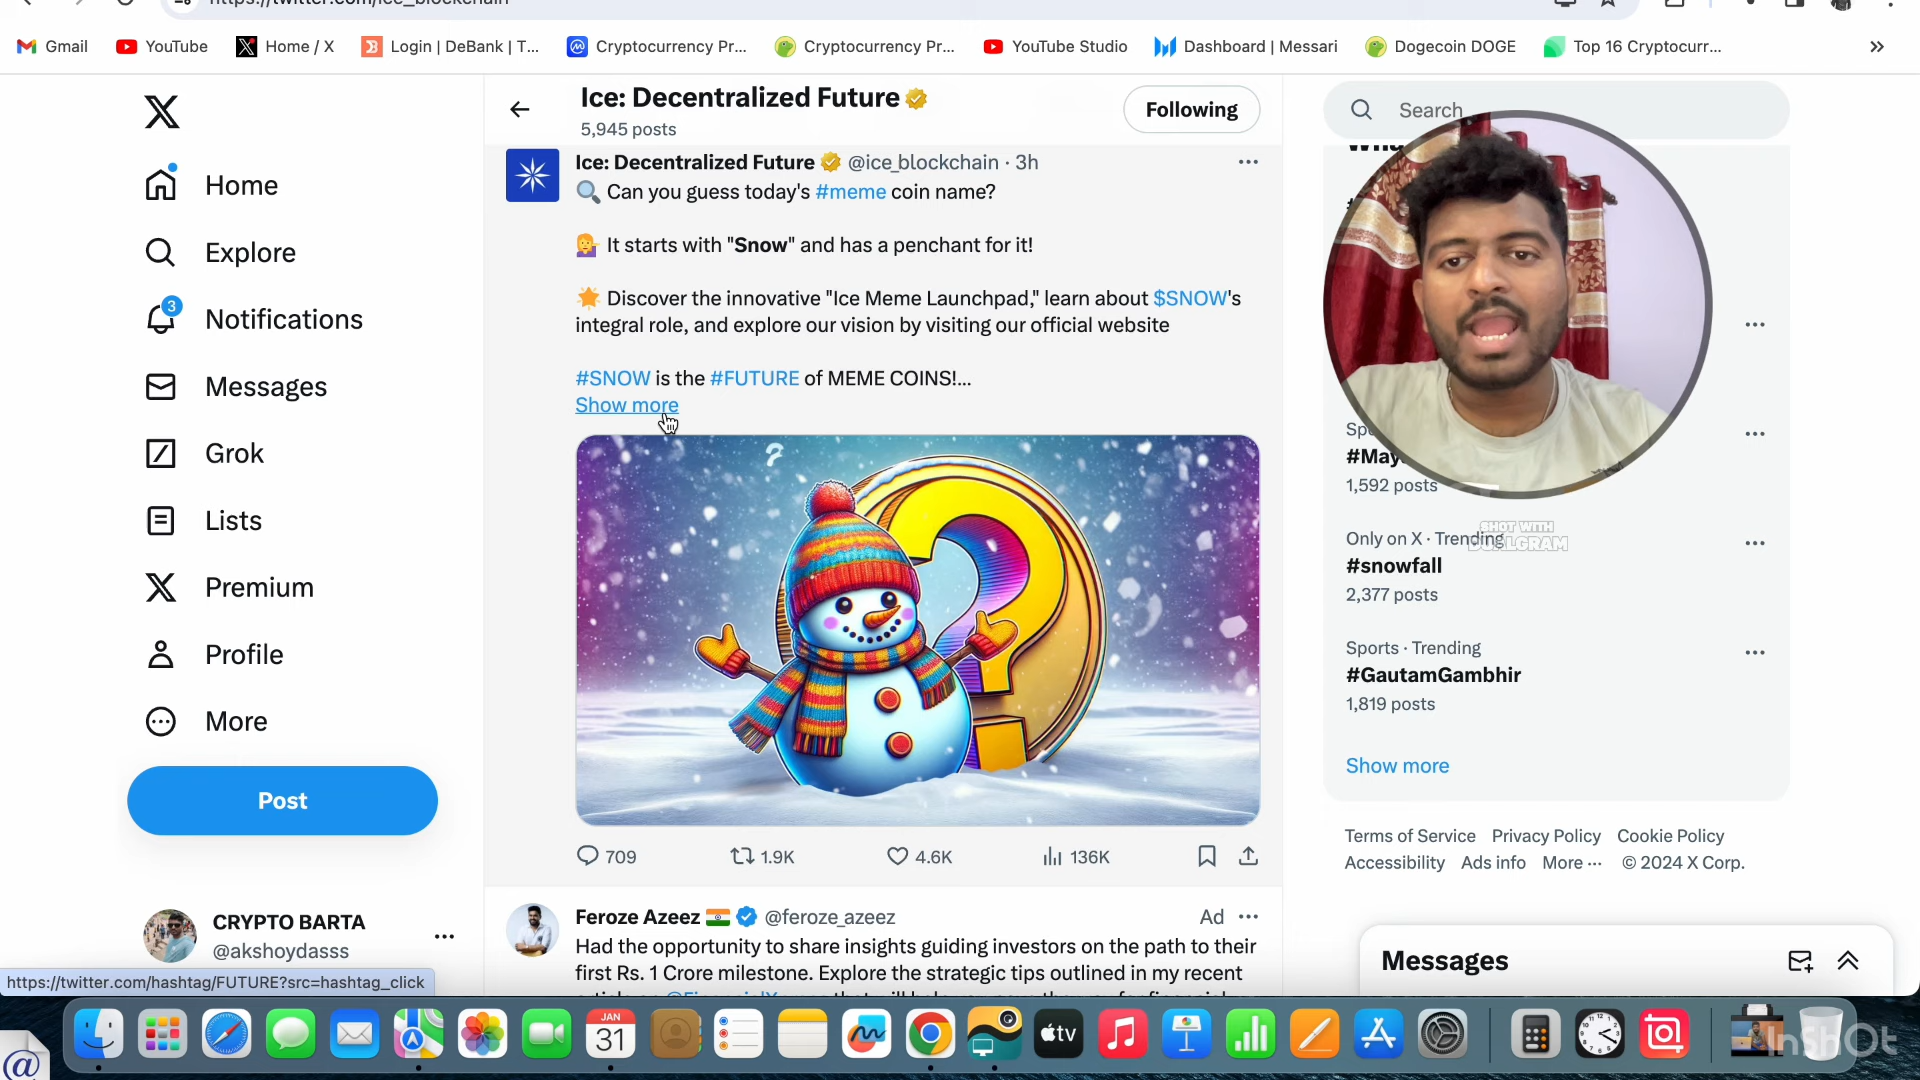 https://twitter.com/ice_blockchain
Gmail
YouTube
Home / X
Login | DeBank | T...
Cryptocurrency Pr...
Cryptocurrency Pr...
YouTube Studio
Dashboard | Messari
Dogecoin DOGE
Top 16 Cryptocurr...
»
Home
Explore
3
Notifications
Messages
Grok
Lists
Premium
Profile
More
Post
CRYPTO BARTA
@akshoydasss
https://twitter.com/hashtag/FUTURE?src=hashtag_click
Ice: Decentralized Future
5,945 posts
Following
Ice: Decentralized Future @ice_blockchain · 3h
Can you guess today's #meme coin name?
It starts with "Snow" and has a penchant for it!
Discover the innovative "Ice Meme Launchpad," learn about $SNOW's
integral role, and explore our vision by visiting our official website
#SNOW is the #FUTURE of MEME COINS!...
Show more
?
?
709
1.9K
4.6K
136K
Feroze Azeez @feroze_azeez
Ad
Had the opportunity to share insights guiding investors on the path to their
first Rs. 1 Crore milestone. Explore the strategic tips outlined in my recent
Search
1,592 posts
SHOT WITH
Only on X · Trending
#snowfall
2,377 posts
Sports · Trending
#GautamGambhir
1,819 posts
Show more
Terms of Service Privacy Policy Cookie Policy
Accessibility Ads info More ··· © 2024 X Corp.
Messages
JAN
31
tv
@
InShOt